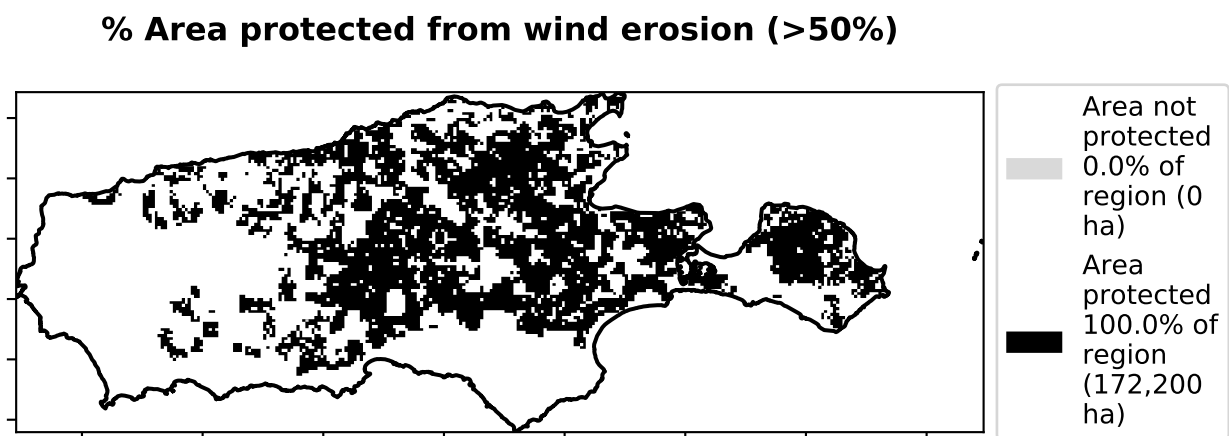 % Area protected from wind erosion (>50%)
Area not
protected
0.0% of
region (0
ha)
Area
protected
100.0% of
region
(172,200
ha)